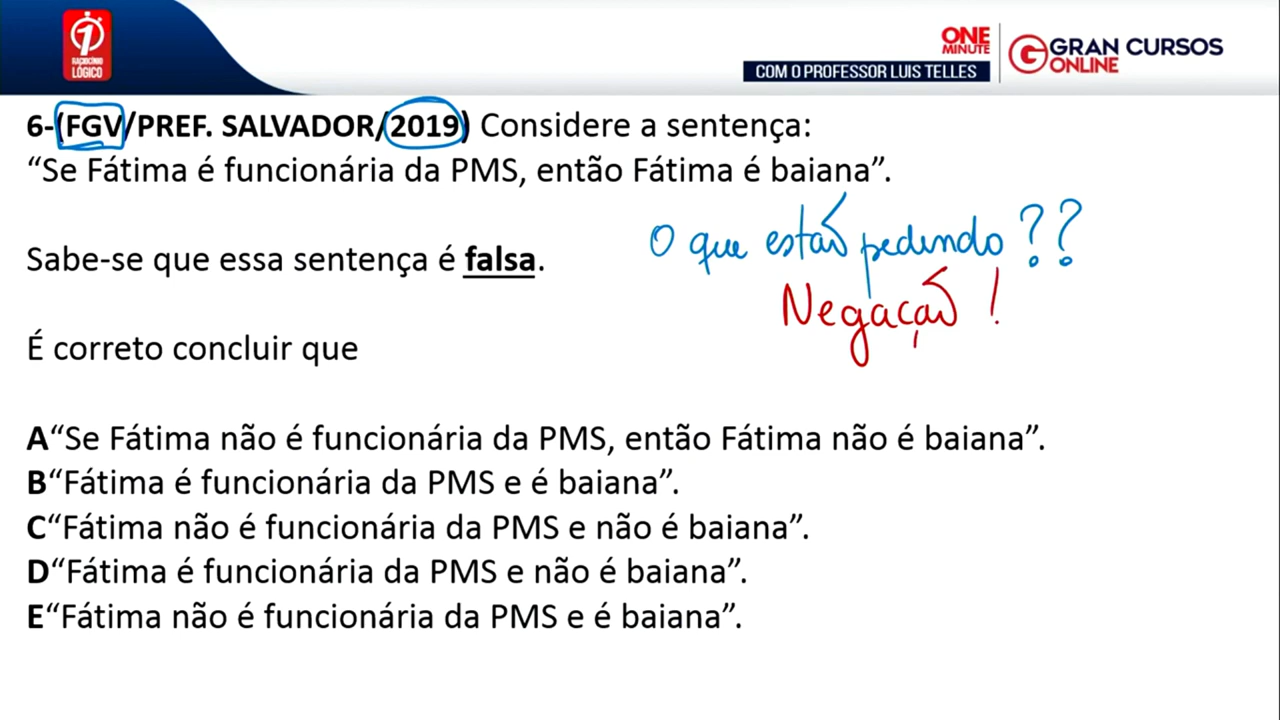 1
RACIOCÍNIO
LÓGICO
ONE
MINUTE
COM O PROFESSOR LUIS TELLES
GRAN CURSOS
ONLINE
6-(FGV/PREF. SALVADOR/2019) Considere a sentença:
“Se Fátima é funcionária da PMS, então Fátima é baiana”.
O que estão pedindo??
Sabe-se que essa sentença é falsa.
Negação!
É correto concluir que
A“Se Fátima não é funcionária da PMS, então Fátima não é baiana”.
B“Fátima é funcionária da PMS e é baiana”.
C“Fátima não é funcionária da PMS e não é baiana”.
D“Fátima é funcionária da PMS e não é baiana”.
E“Fátima não é funcionária da PMS e é baiana”.